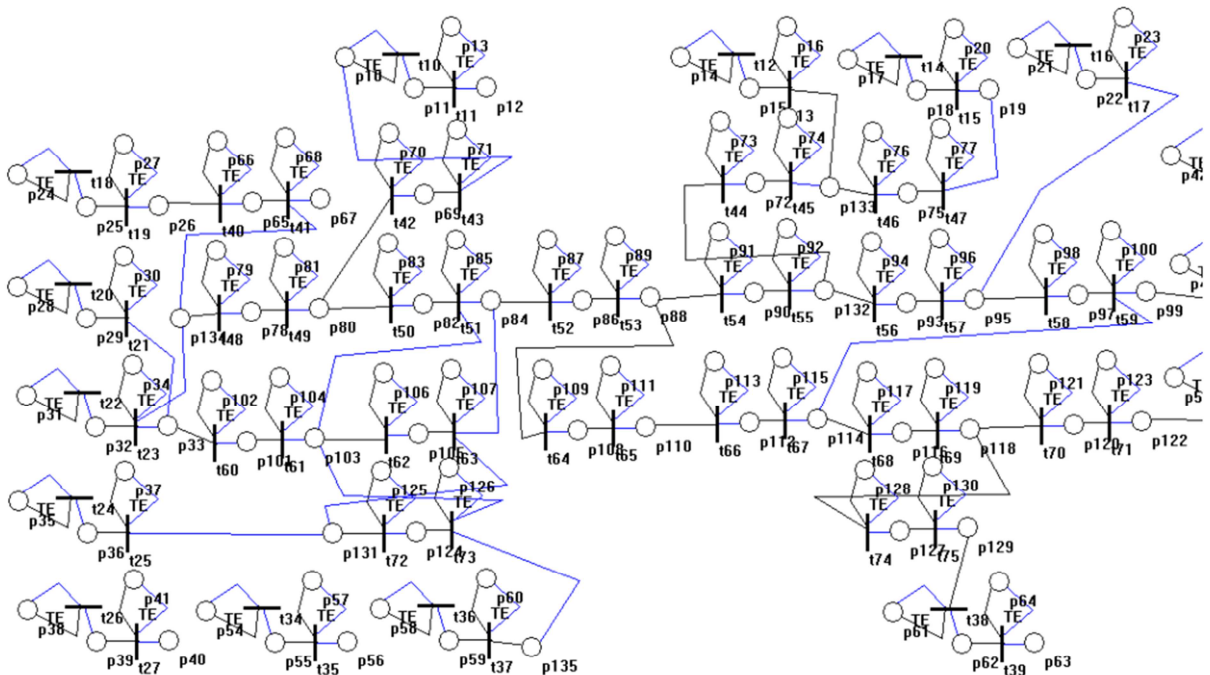 p13 p16 p20 p23
TE t10 TE TE t12 TE TE t14 TE TE t16 TE
p10 p14 p17 p21
p11 p12 p15 p18 p19 p22
t11 t15 t17
p27 p66 p68 p70 p71 p73 p74 p76 p77
TE TE TE TE TE TE TE TE TE
TE t18
p24 p42
p25 p26 p65 p67 p69 p72 p133 p75
t19 t40 t41 t42 t43 t44 t45 t46 t47
p30 p79 p81 p83 p85 p87 p89 p91 p92 p94 p96 p98 p100
TE TE TE TE TE TE TE TE TE TE TE TE TE
TE t20
p28
p29 p134 p78 p80 p82 p84 p86 p88 p90 p132 p93 p95 p97 p99
t21 t48 t49 t50 t51 t52 t53 t54 t55 t56 t57 t58 t59
p34 p102 p104 p106 p107 p109 p111 p113 p115 p117 p119 p121 p123
TE TE TE TE TE TE TE TE TE TE TE TE TE
TE t22
p31
p32 p33 p101 p103 p105 p108 p110 p112 p114 p116 p118 p120 p122
t23 t60 t61 t62 t63 t64 t65 t66 t67 t68 t69 t70 t71
p37 p125 p126 p128 p130
TE TE TE TE TE
TE t24
p35
p36 p131 p124 p127 p129
t25 t72 t73 t74 t75
p41 p57 p60 p64
TE t26 TE TE t34 TE TE t36 TE TE t38 TE
p38 p54 p58 p61
p39 p40 p55 p56 p59 p135 p62 p63
t27 t35 t37 t39